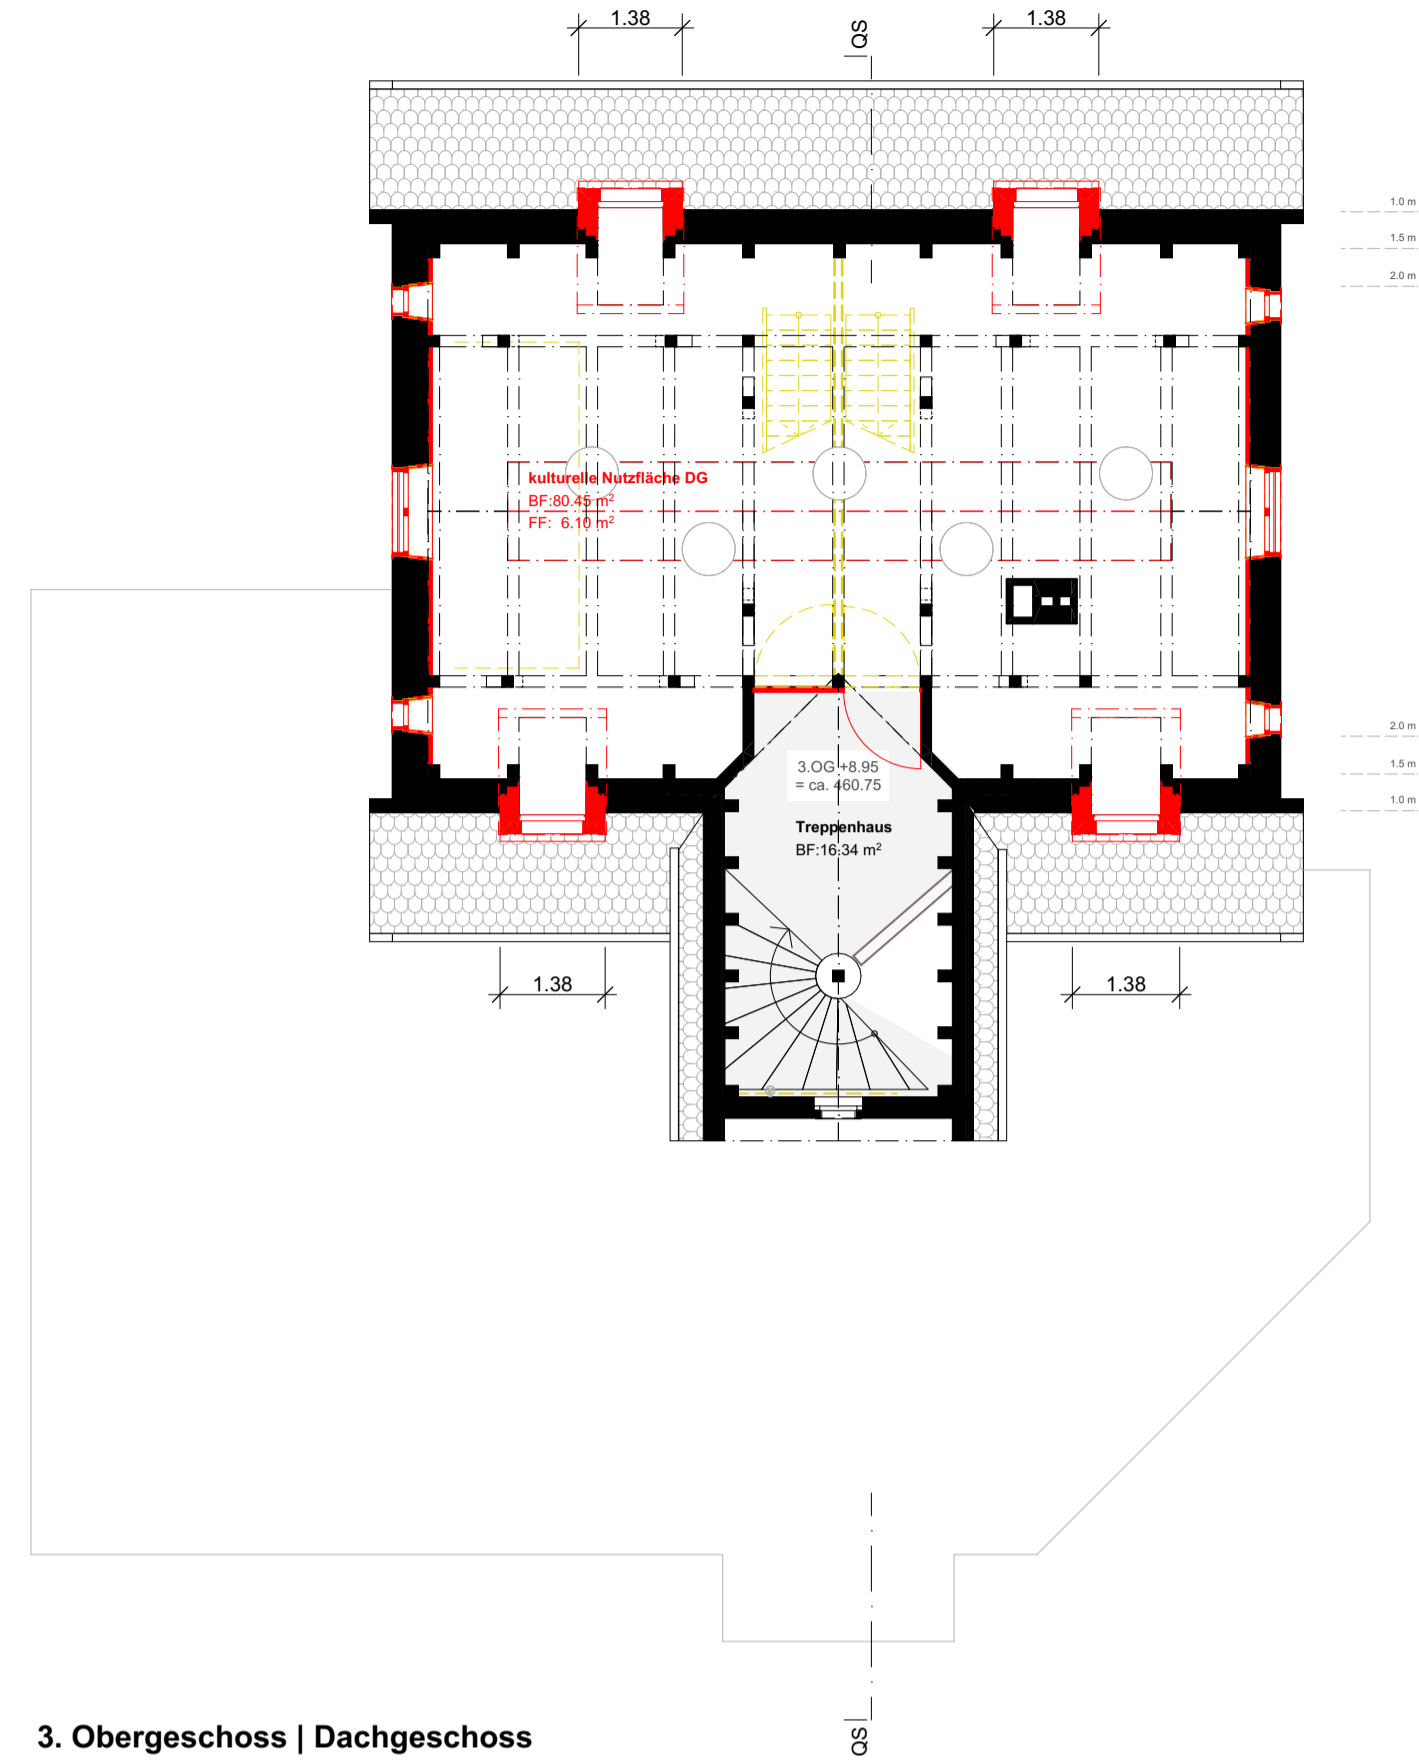 1.38
1.38
QS
1.0 m
1.5 m
2.0 m
kulturelle Nutzfläche DG
BF:80.45 m²
FF: 6.10 m²
2.0 m
1.5 m
1.0 m
3.OG +8.95
= ca. 460.75
Treppenhaus
BF:16.34 m²
1.38
1.38
QS
3. Obergeschoss | Dachgeschoss